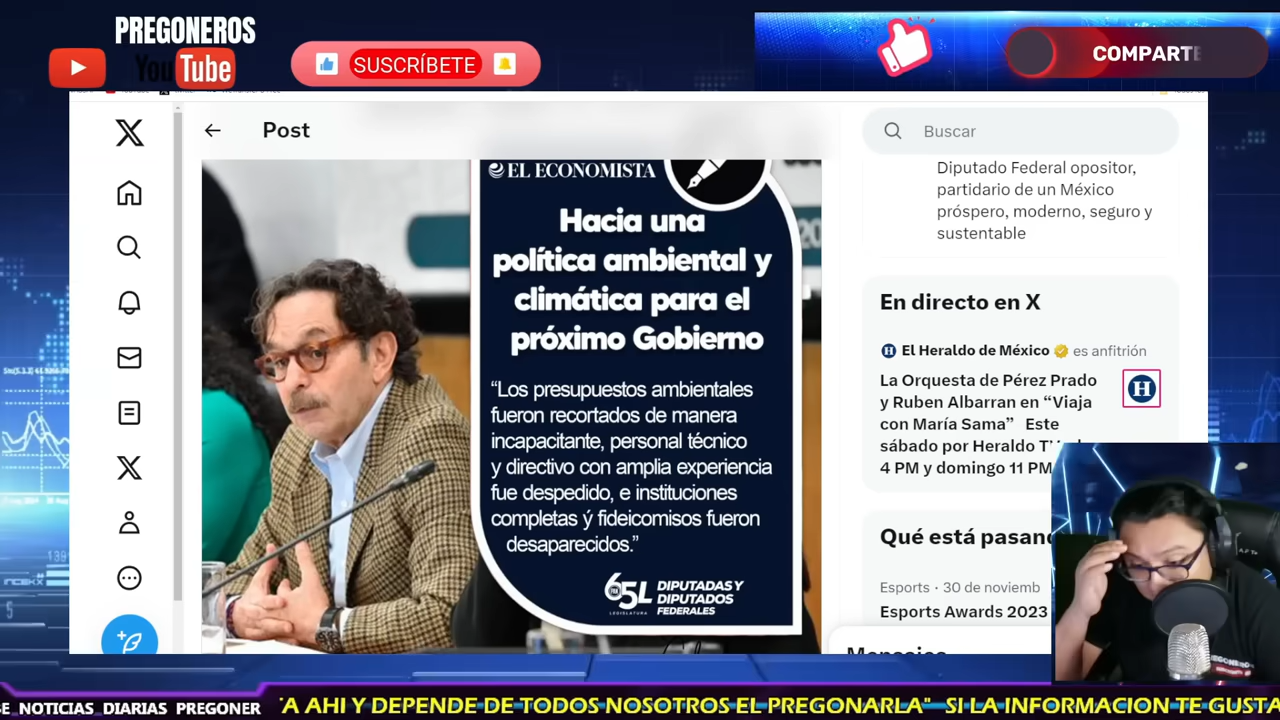 PREGONEROS
YouTube
SUSCRÍBETE
COMPARTE
Post
Buscar
EL ECONOMISTA
Hacia una
política ambiental y
climática para el
próximo Gobierno
“Los presupuestos ambientales
fueron recortados de manera
incapacitante, personal técnico
y directivo con amplia experiencia
fue despedido, e instituciones
completas ý fideicomisos fueron
desaparecidos.”
65L
LEGISLATURA
DIPUTADAS Y
DIPUTADOS
FEDERALES
Diputado Federal opositor,
partidario de un México
próspero, moderno, seguro y
sustentable
En directo en X
El Heraldo de México es anfitrión
La Orquesta de Pérez Prado
y Ruben Albarran en “Viaja
con María Sama” Este
sábado por Heraldo
4 PM y domingo 11 PM
Qué está pasand
Esports · 30 de noviemb
Esports Awards 2023
Mensajes
BE NOTICIAS DIARIAS PREGONER
"A AHI Y DEPENDE DE TODOS NOSOTROS EL PREGONARLA" SI LA INFORMACION TE GUSTA